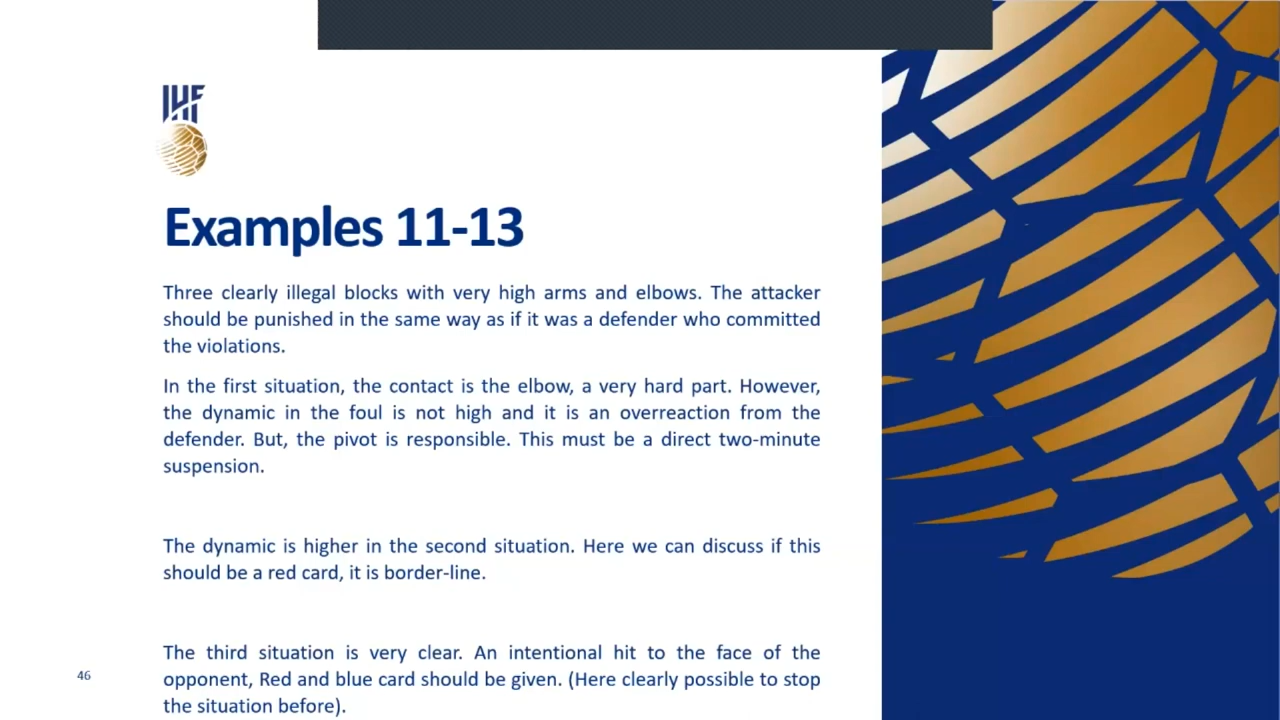 IHF
Examples 11-13
Three clearly illegal blocks with very high arms and elbows. The attacker
should be punished in the same way as if it was a defender who committed
the violations.
In the first situation, the contact is the elbow, a very hard part. However,
the dynamic in the foul is not high and it is an overreaction from the
defender. But, the pivot is responsible. This must be a direct two-minute
suspension.
The dynamic is higher in the second situation. Here we can discuss if this
should be a red card, it is border-line.
The third situation is very clear. An intentional hit to the face of the
opponent, Red and blue card should be given. (Here clearly possible to stop
the situation before).
46